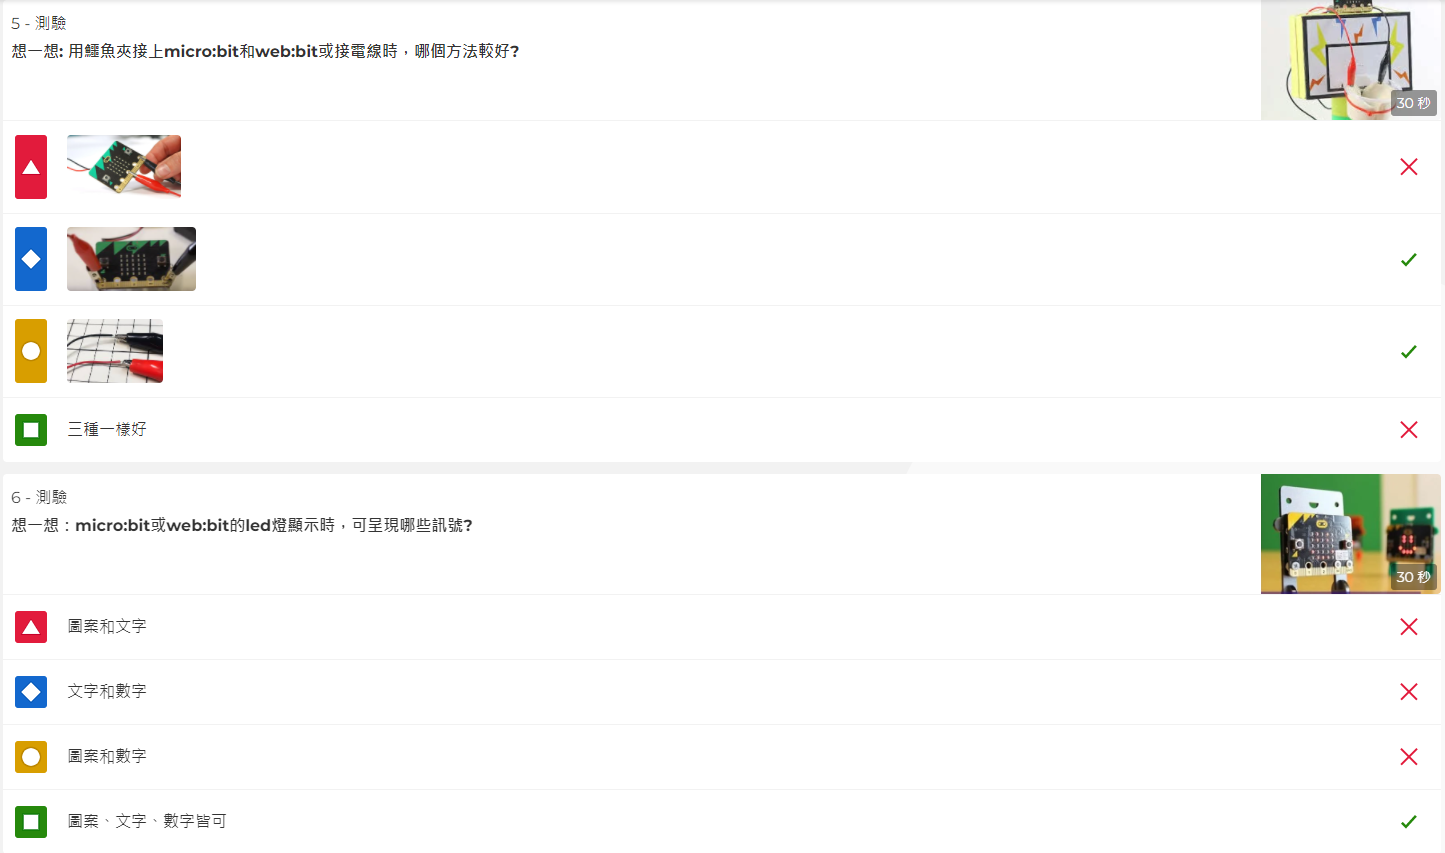 5 - 測驗
想一想: 用鱷魚夾接上micro:bit和web:bit或接電線時，哪個方法較好?
30 秒
三種一樣好
6 - 測驗
想一想：micro:bit或web:bit的led燈顯示時，可呈現哪些訊號?
30 秒
圖案和文字
文字和數字
圖案和數字
圖案、文字、數字皆可